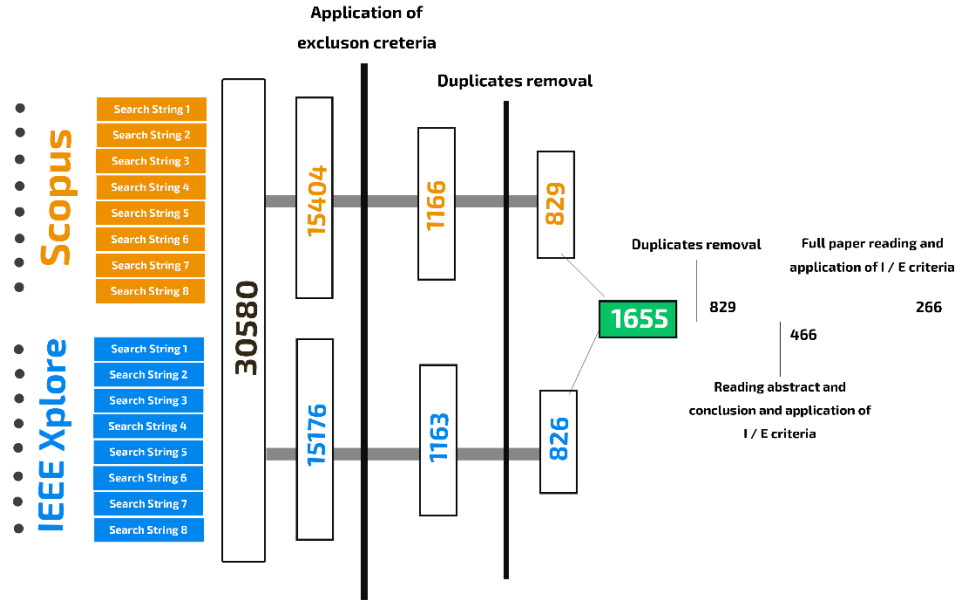 Application of
excluson creteria
Duplicates removal
Scopus
Search String 1
Search String 2
Search String 3
Search String 4
Search String 5
Search String 6
Search String 7
Search String 8
IEEE Xplore
Search String 1
Search String 2
Search String 3
Search String 4
Search String 5
Search String 6
Search String 7
Search String 8
30580
15404
1166
829
15176
1163
826
1655
Duplicates removal
829
466
Reading abstract and
conclusion and application of
I / E criteria
Full paper reading and
application of I / E criteria
266